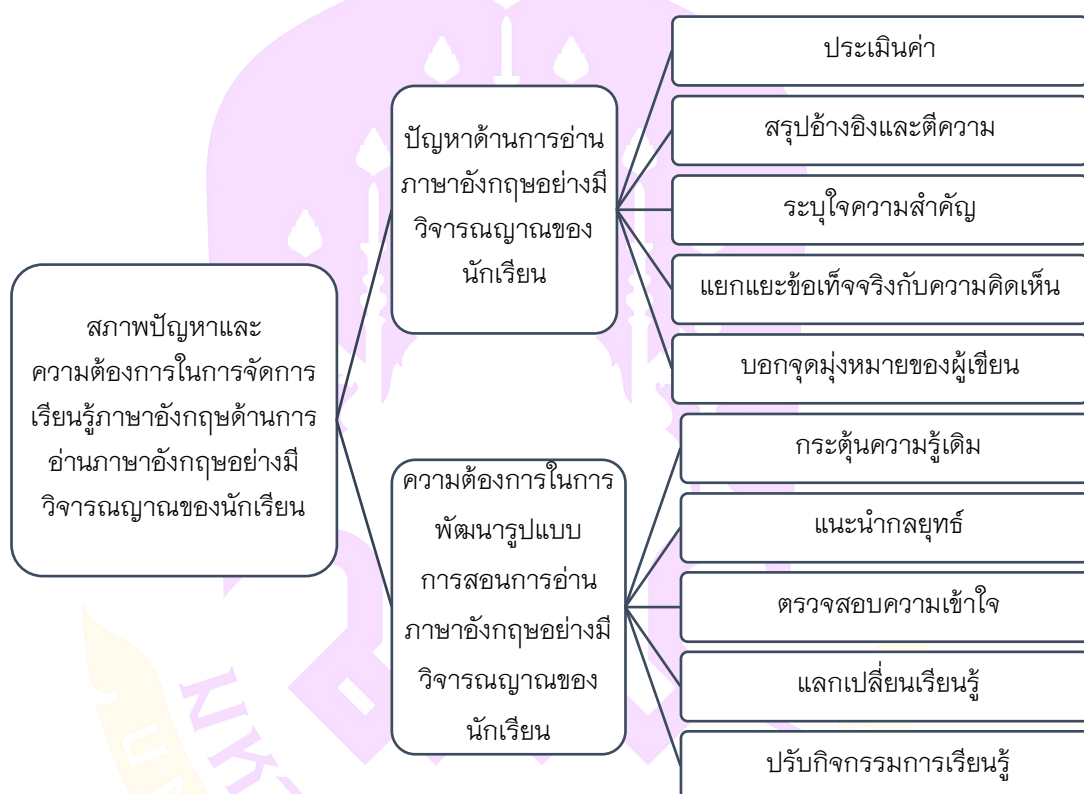 สภาพปัญหาและ
ความต้องการในการจัดการ
เรียนรู้ภาษาอังกฤษด้านการ
อ่านภาษาอังกฤษอย่างมี
วิจารณญาณของนักเรียน
ปัญหาด้านการอ่าน
ภาษาอังกฤษอย่างมี
วิจารณญาณของ
นักเรียน
ประเมินค่า
สรุปอ้างอิงและตีความ
ระบุใจความสำคัญ
แยกแยะข้อเท็จจริงกับความคิดเห็น
บอกจุดมุ่งหมายของผู้เขียน
ความต้องการในการ
พัฒนารูปแบบ
การสอนการอ่าน
ภาษาอังกฤษอย่างมี
วิจารณญาณของ
นักเรียน
กระตุ้นความรู้เดิม
แนะนำกลยุทธ์
ตรวจสอบความเข้าใจ
แลกเปลี่ยนเรียนรู้
ปรับกิจกรรมการเรียนรู้